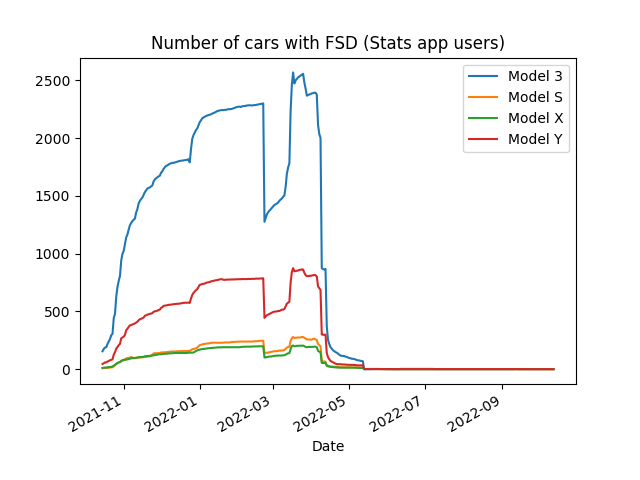 Number of cars with FSD (Stats app users)
2500
2000
1500
1000
500
0
Model 3
Model S
Model X
Model Y
2021-11
2022-01
2022-03
2022-05
2022-07
2022-09
Date